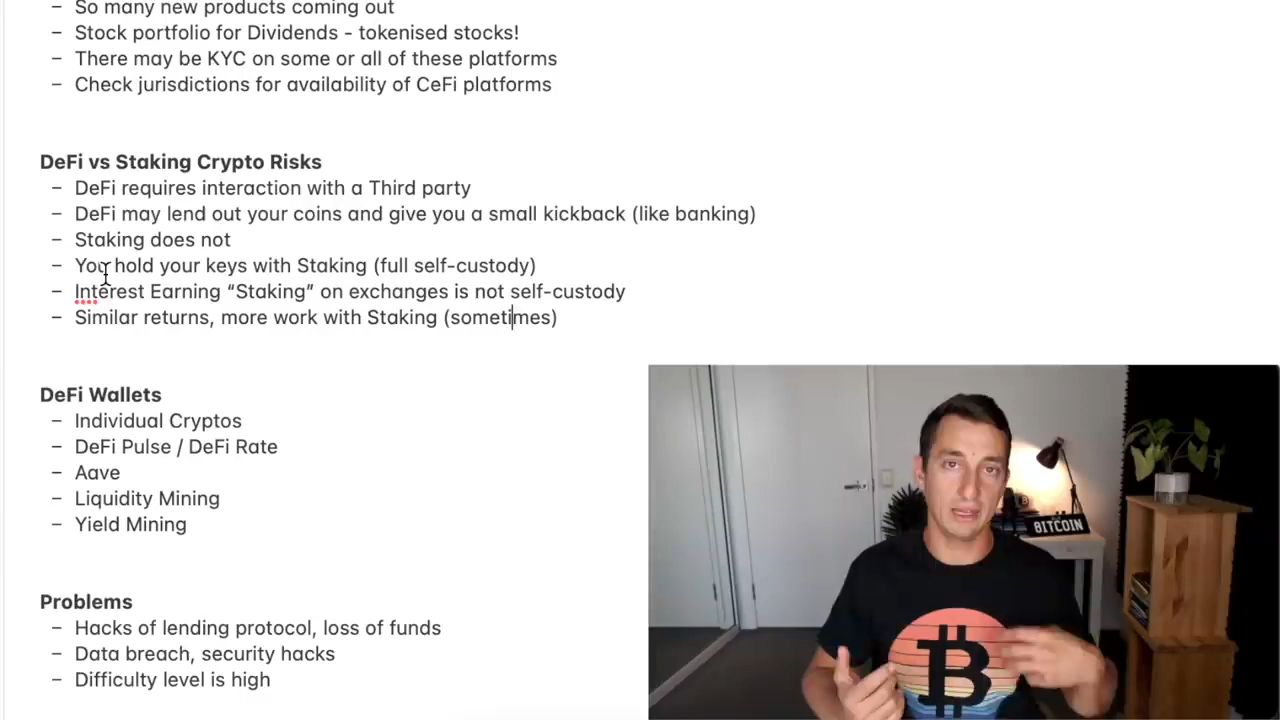 – So many new products coming out
– Stock portfolio for Dividends - tokenised stocks!
– There may be KYC on some or all of these platforms
– Check jurisdictions for availability of CeFi platforms
DeFi vs Staking Crypto Risks
– DeFi requires interaction with a Third party
– DeFi may lend out your coins and give you a small kickback (like banking)
– Staking does not
– You hold your keys with Staking (full self-custody)
– Interest Earning “Staking” on exchanges is not self-custody
– Similar returns, more work with Staking (sometimes)
DeFi Wallets
– Individual Cryptos
– DeFi Pulse / DeFi Rate
– Aave
– Liquidity Mining
– Yield Mining
Problems
– Hacks of lending protocol, loss of funds
– Data breach, security hacks
– Difficulty level is high
BITCOIN